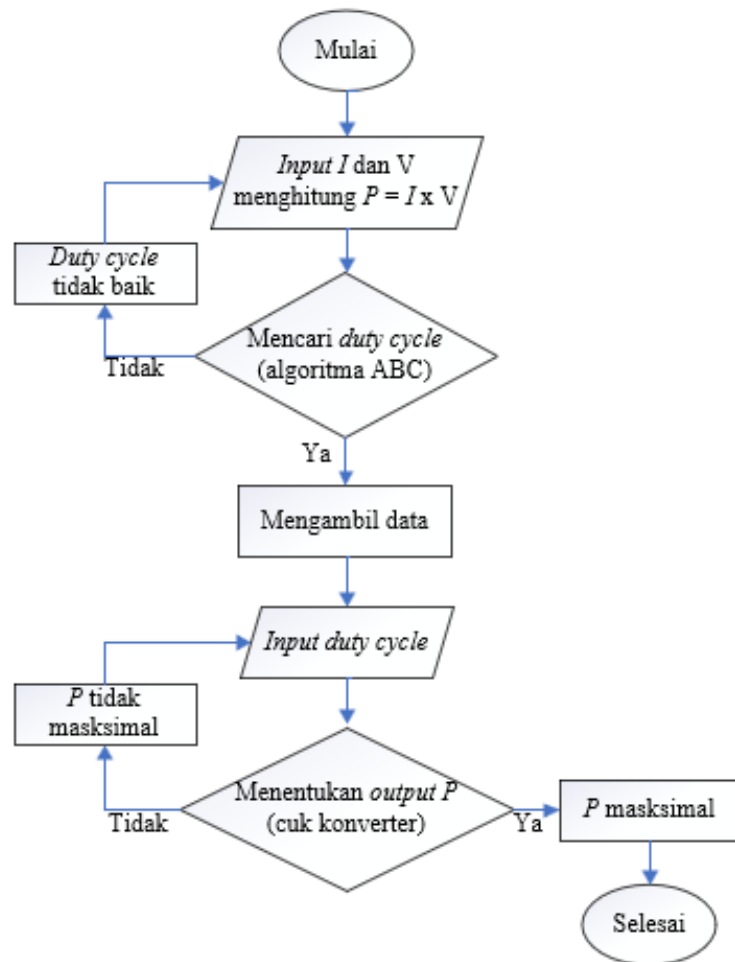 Mulai
Input I dan V
menghitung P = I x V
Duty cycle
tidak baik
Mencari duty cycle
(algoritma ABC)
Tidak
Ya
Mengambil data
Input duty cycle
P tidak
masksimal
Menentukan output P
(cuk konverter)
Tidak
Ya
P masksimal
Selesai